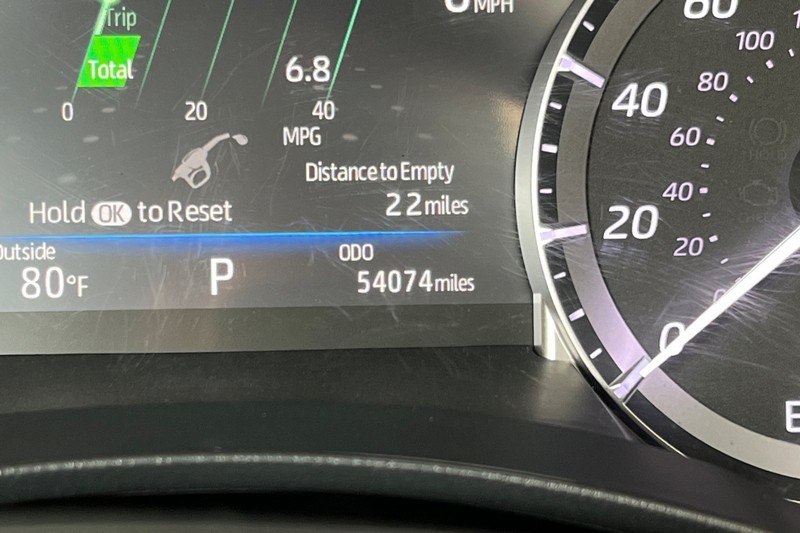 Trip
Total
MPH
6.8
0 20 40
MPG
Distance to Empty
22 miles
Hold OK to Reset
Outside
80°F
P
ODO
54074 miles
100
80
60
40
20
40
20
0